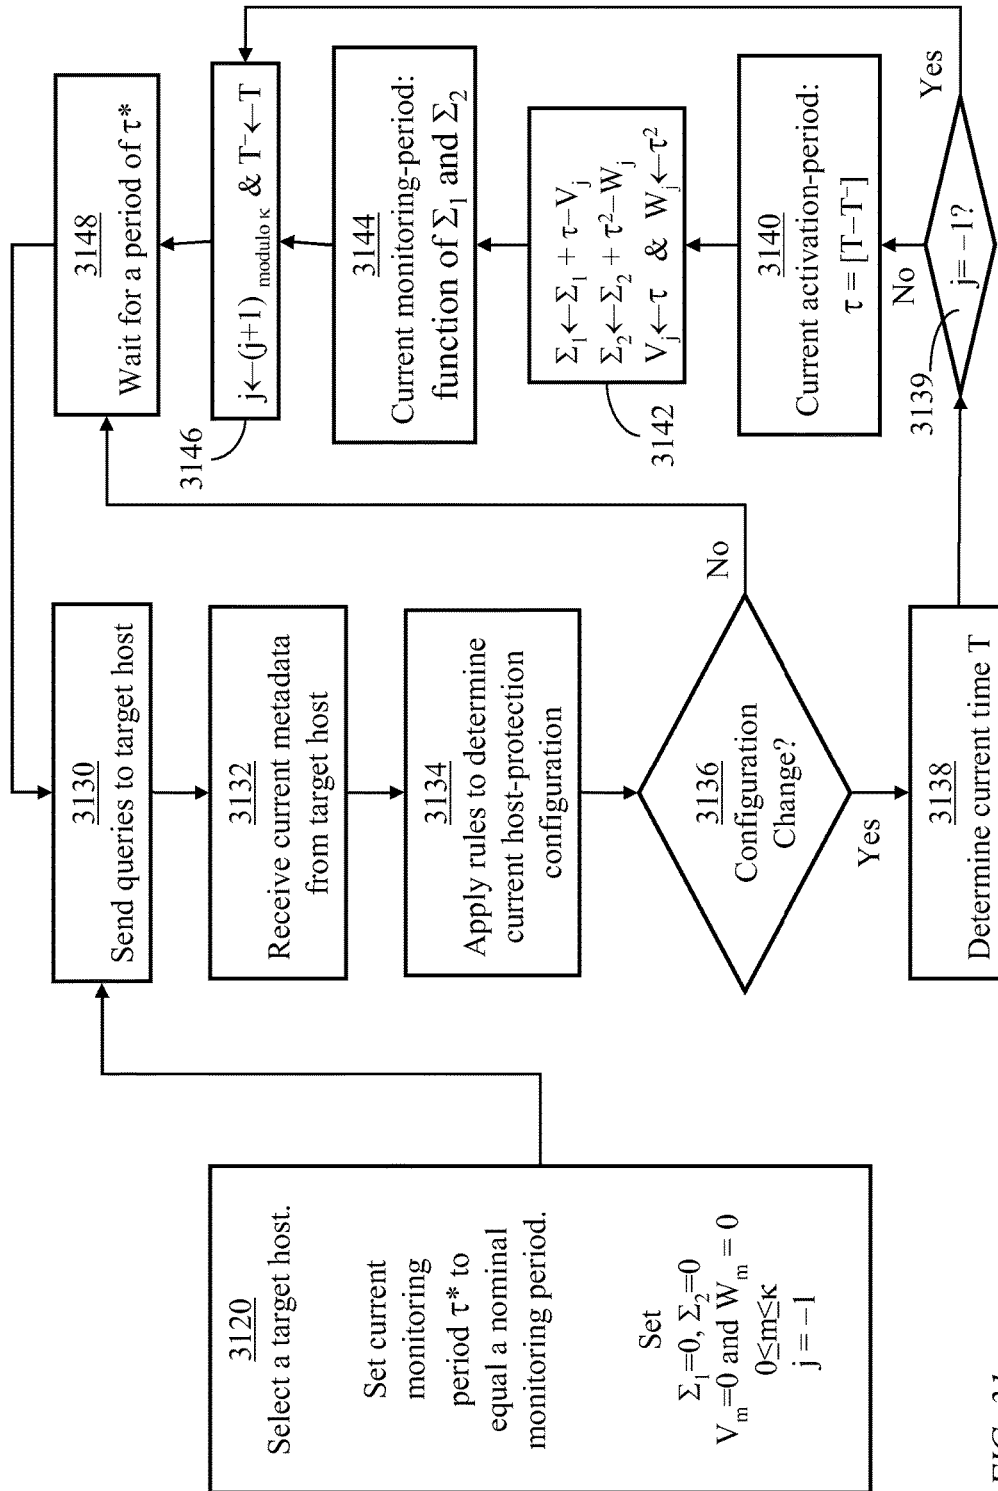 3120
Select a target host.
Set current
monitoring
period τ* to
equal a nominal
monitoring period.
Set
Σ₁=0, Σ₂=0
Vₘ=0 and Wₘ = 0
0≤m≤κ
j = −1
3130
Send queries to target host
3132
Receive current metadata
from target host
3134
Apply rules to determine
current host-protection
configuration
3136
Configuration
Change?
No
Yes
3138
Determine current time T
3139
j= −1?
No
Yes
3140
Current activation-period:
τ = [T−T⁻]
3142
Σ₁←Σ₁ + τ−Vⱼ
Σ₂←Σ₂ + τ²−Wⱼ
Vⱼ←τ & Wⱼ←τ²
3144
Current monitoring-period:
function of Σ₁ and Σ₂
3146
j←(j+1) modulo κ & T⁻←T
3148
Wait for a period of τ*